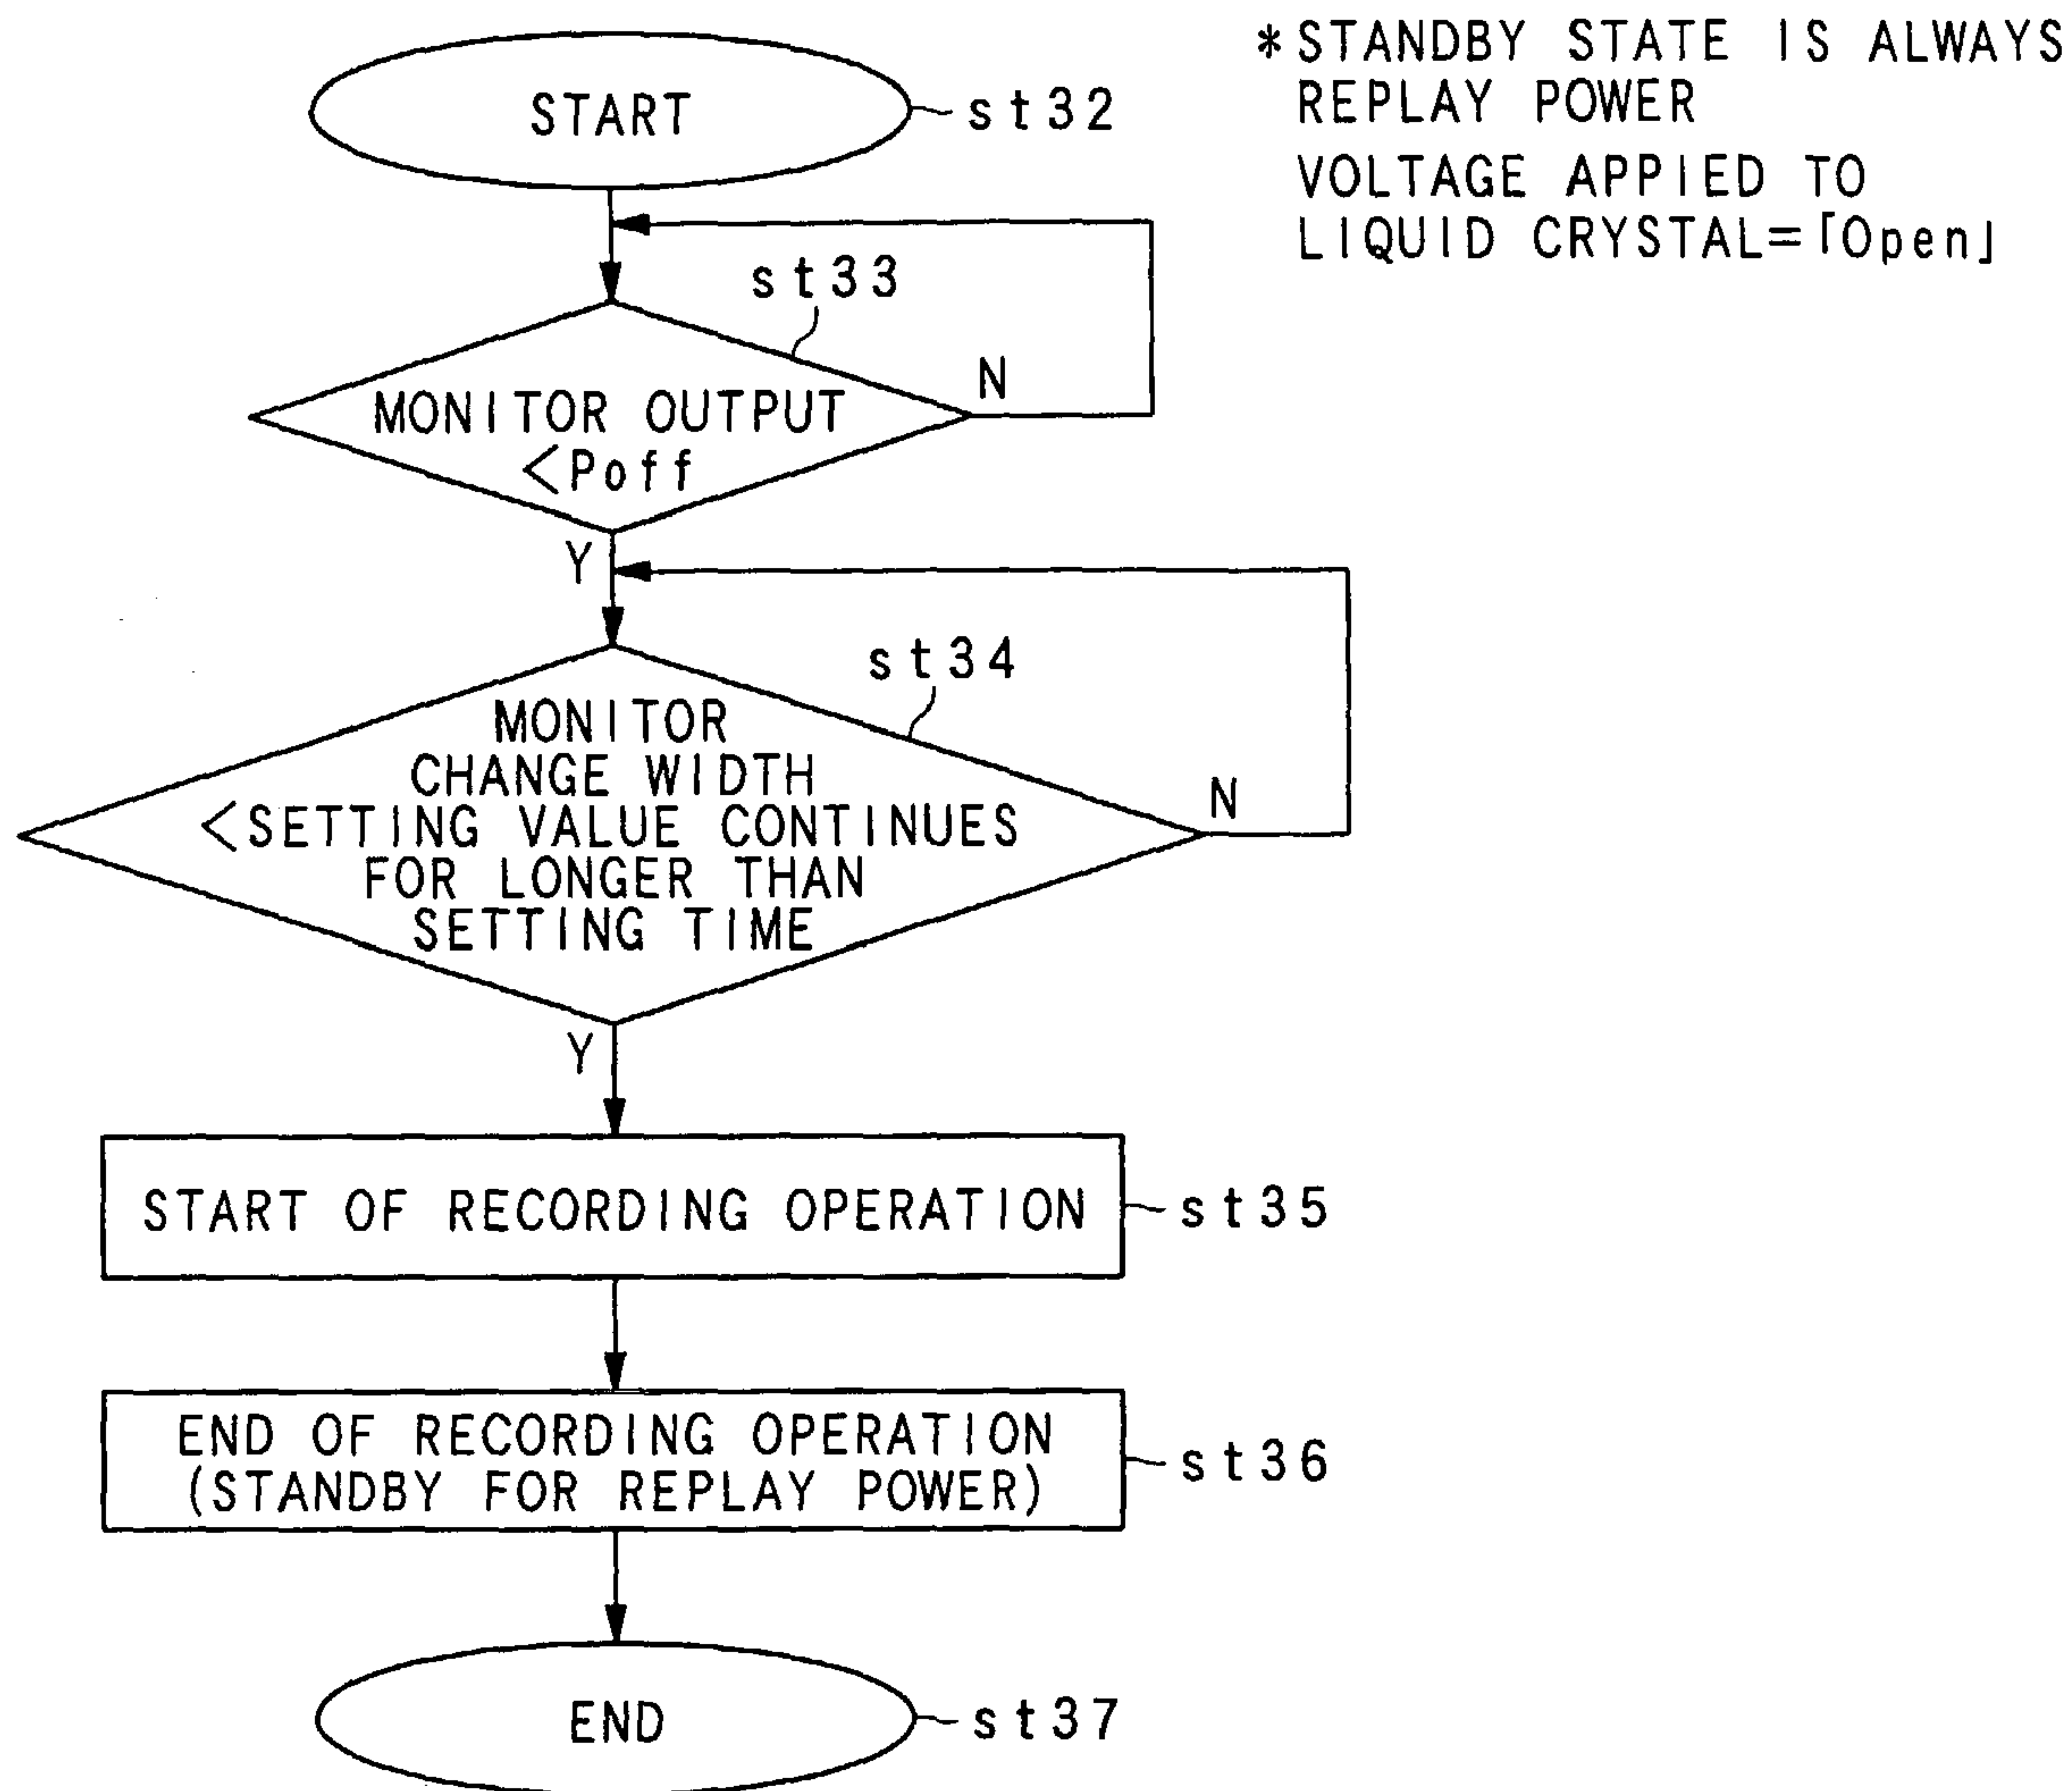 *STANDBY STATE IS ALWAYS
REPLAY POWER
VOLTAGE APPIED TO
LIQUID CRYSTAL=「Open」
START
st32
st33
MONITOR OUTPUT
<Poff
N
Y
st34
MONITOR
CHANGE WIDTH
<SETTING VALUE CONTINUES
FOR LONGER THAN
SETTING TIME
N
Y
START OF RECORDING OPERATION
st35
END OF RECORDING OPERATION
(STANDBY FOR REPLAY POWER)
st36
END
st37